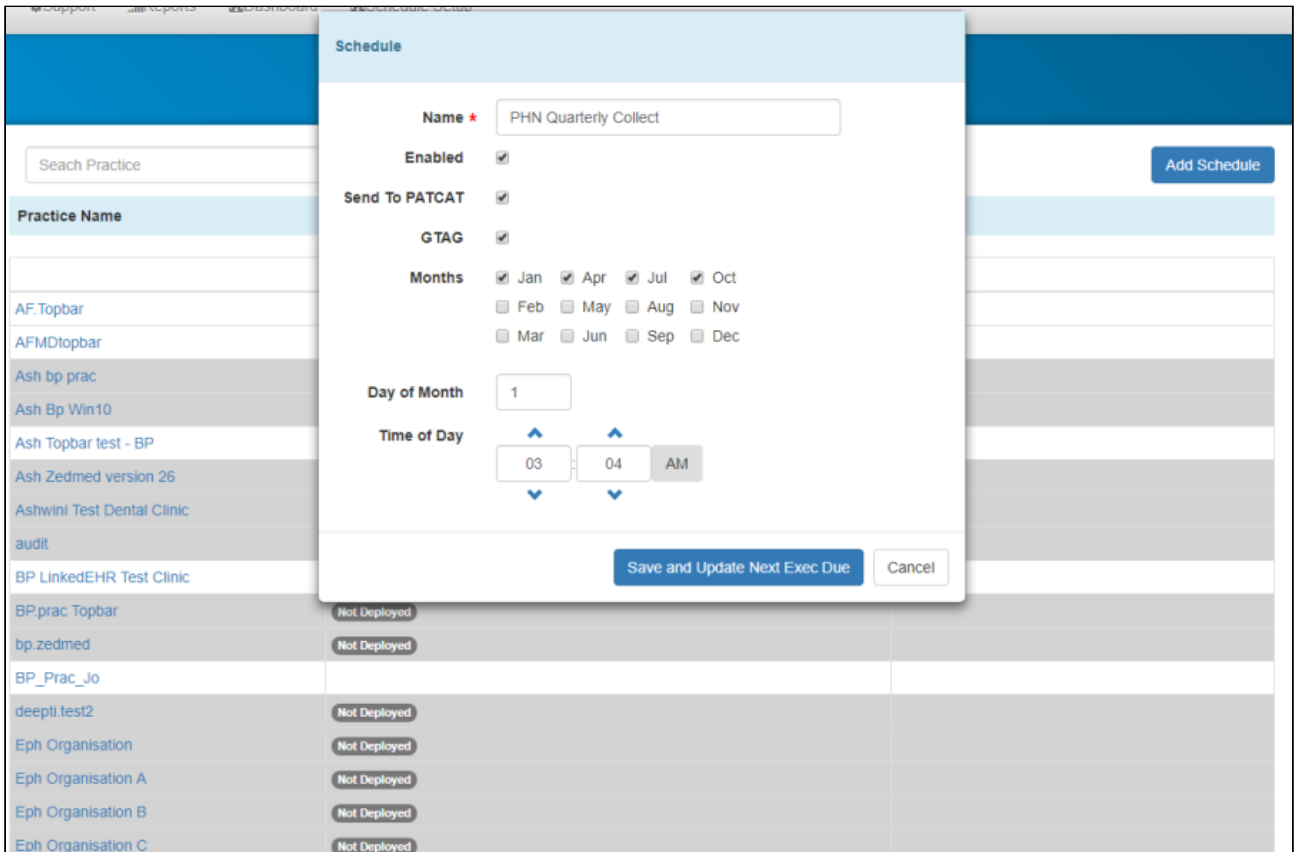 Support Reports Dashboard Schedule Setup
Schedule
Name * PHN Quarterly Collect
Seach Practice
Enabled
Add Schedule
Send To PATCAT
Practice Name
GTAG
Months Jan Apr Jul Oct
Feb May Aug Nov
AF.Topbar
Mar Jun Sep Dec
AFMDtopbar
Ash bp prac
Day of Month 1
Ash Bp Win10
Time of Day
Ash Topbar test - BP
03 : 04 AM
Ash Zedmed version 26
Ashwini Test Dental Clinic
audit
Save and Update Next Exec Due Cancel
BP LinkedEHR Test Clinic
BP.prac Topbar Not Deployed
bp.zedmed Not Deployed
BP_Prac_Jo
deepti.test2 Not Deployed
Eph Organisation Not Deployed
Eph Organisation A Not Deployed
Eph Organisation B Not Deployed
Eph Organisation C Not Deployed